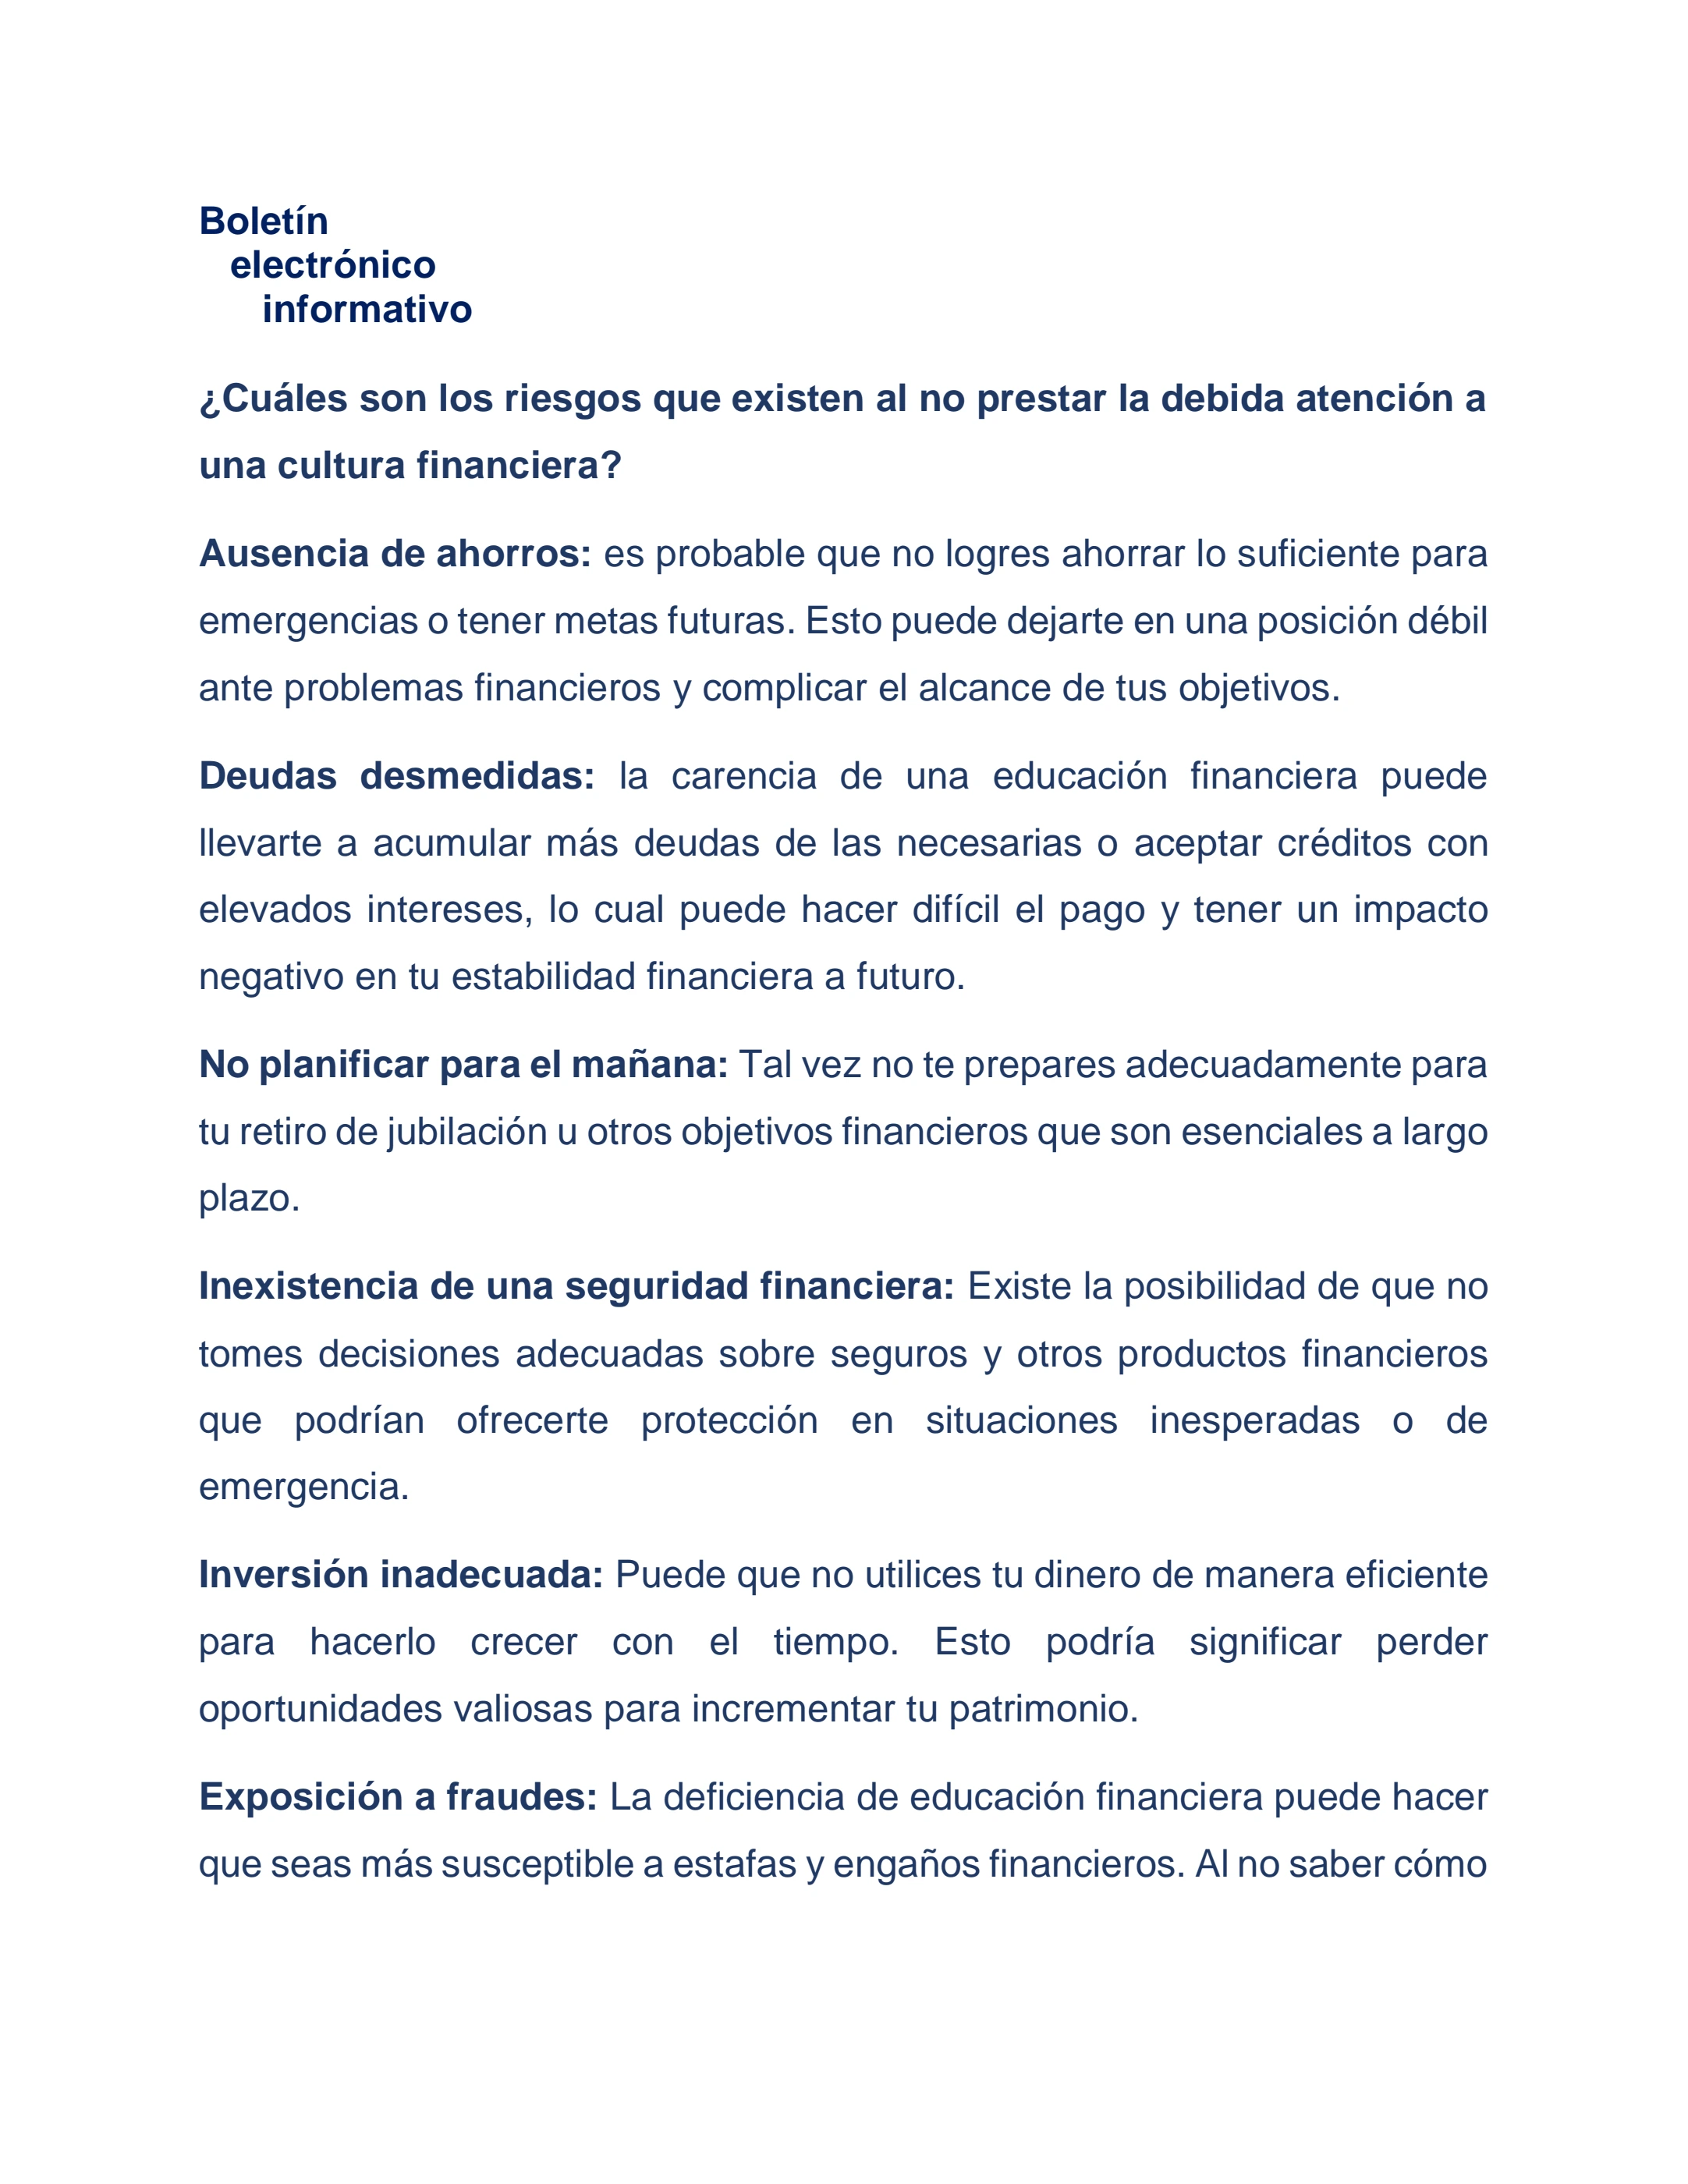 Boletín
electrónico
informativo
¿Cuáles son los riesgos que existen al no prestar la debida atención a
una cultura financiera?
Ausencia de ahorros: es probable que no logres ahorrar lo suficiente para
emergencias o tener metas futuras. Esto puede dejarte en una posición débil
ante problemas financieros y complicar el alcance de tus objetivos.
Deudas desmedidas: la carencia de una educación financiera puede
llevarte a acumular más deudas de las necesarias o aceptar créditos con
elevados intereses, lo cual puede hacer difícil el pago y tener un impacto
negativo en tu estabilidad financiera a futuro.
No planificar para el mañana: Tal vez no te prepares adecuadamente para
tu retiro de jubilación u otros objetivos financieros que son esenciales a largo
plazo.
Inexistencia de una seguridad financiera: Existe la posibilidad de que no
tomes decisiones adecuadas sobre seguros y otros productos financieros
que podrían ofrecerte protección en situaciones inesperadas o de
emergencia.
Inversión inadecuada: Puede que no utilices tu dinero de manera eficiente
para hacerlo crecer con el tiempo. Esto podría significar perder
oportunidades valiosas para incrementar tu patrimonio.
Exposición a fraudes: La deficiencia de educación financiera puede hacer
que seas más susceptible a estafas y engaños financieros. Al no saber cómo